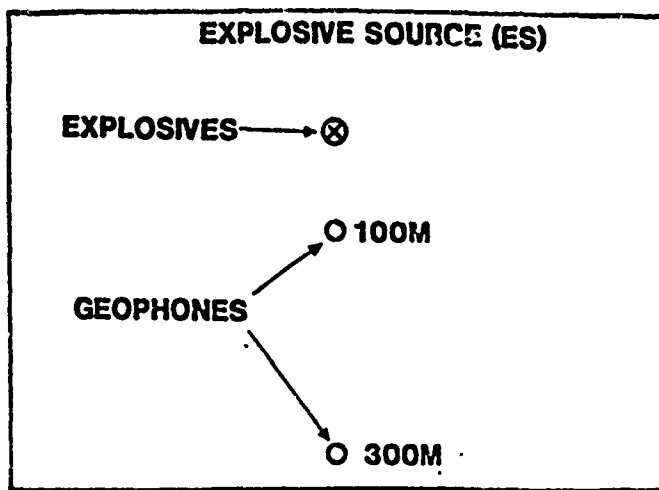 EXPLOSIVE SOURCE (ES)
EXPLOSIVES
100M
GEOPHONES
300M